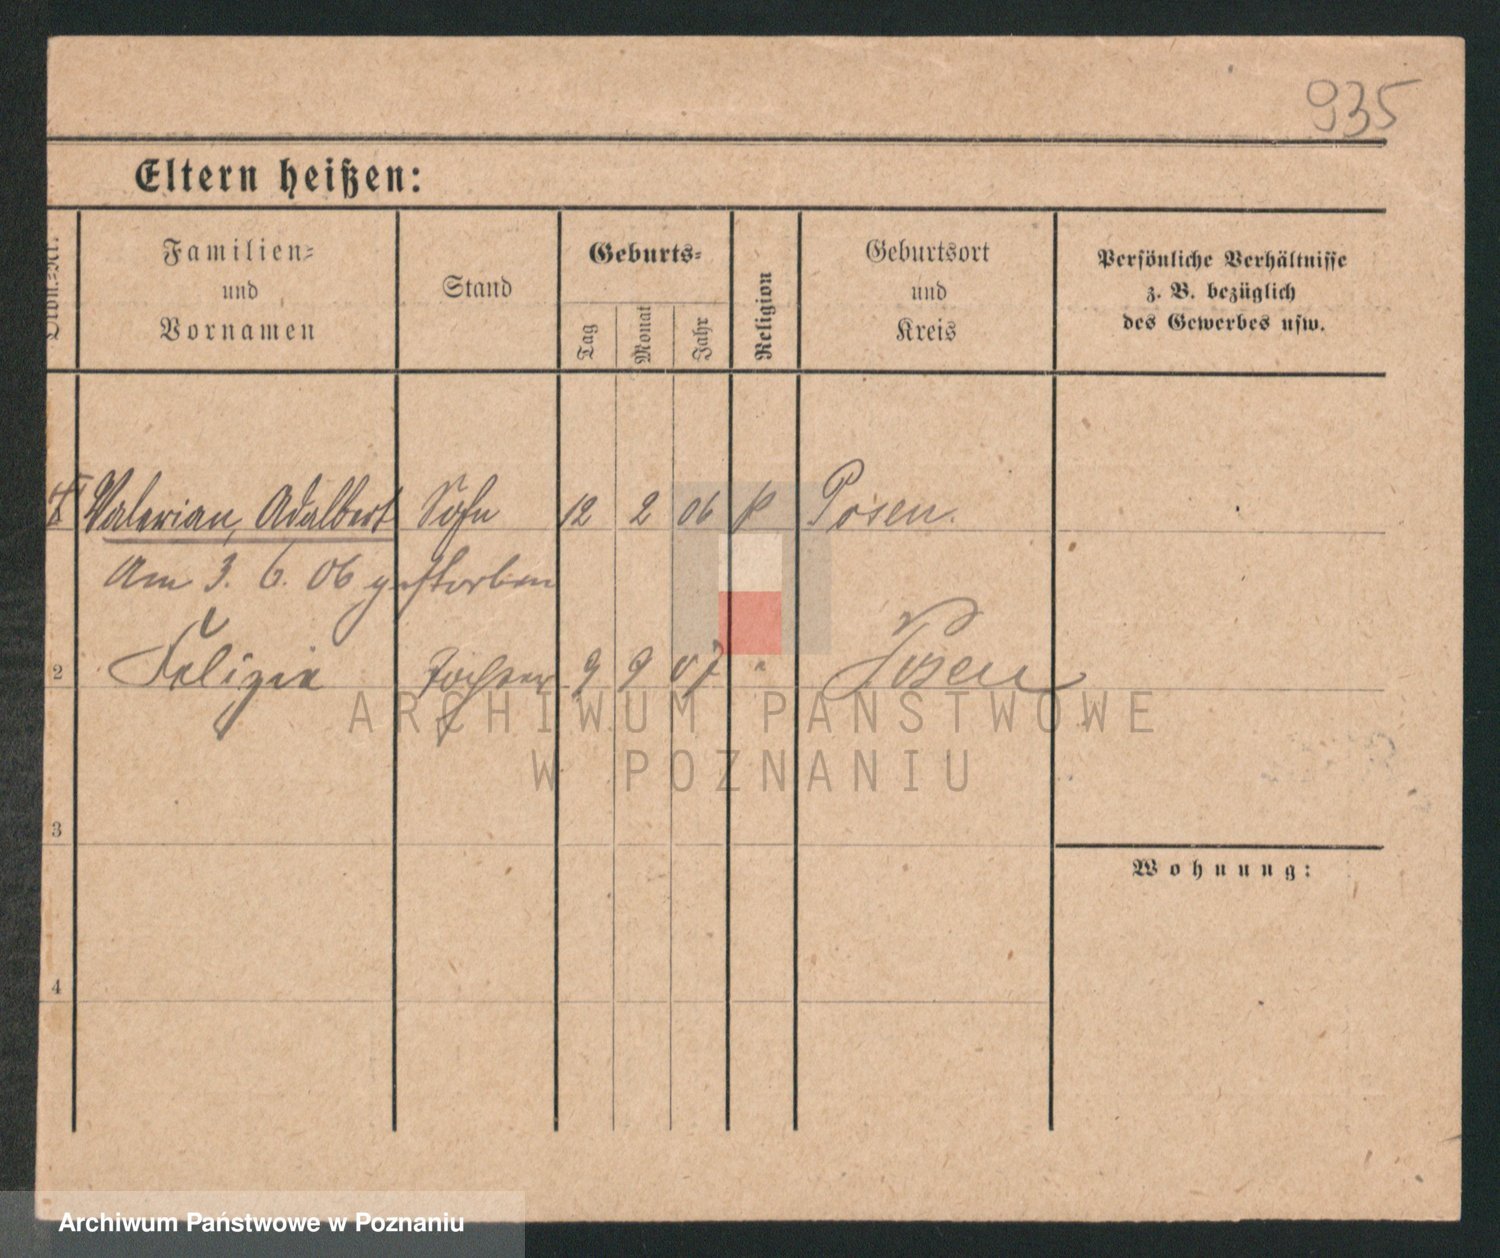 935
Eltern heißen:
Familien= und Vornamen
Stand
Geburts=
Tag
Monat
Jahr
Religion
Geburtsort und Kreis
Persönliche Verhältnisse
z. B. bezüglich
des Gewerbes usw.
Valerian, Adalbert Sohn 12 2 06 k Posen.
Am 3. 6. 06 gestorben
2 Felizie Tochter 9 9 07 " Posen
ARCHIWUM PAŃSTWOWE
W POZNANIU
3
Wohnung:
4
Archiwum Państwowe w Poznaniu